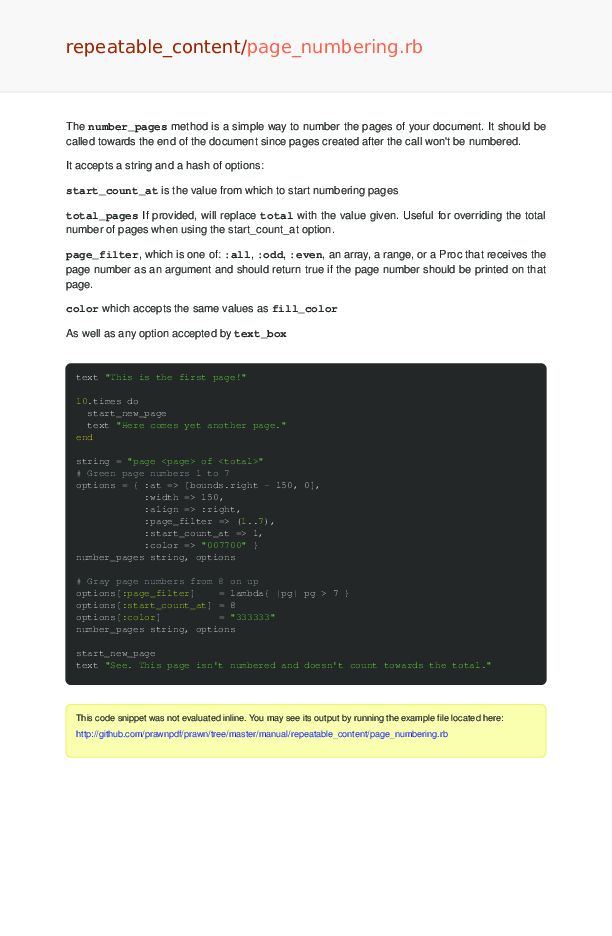 repeatable_content/page_numbering.rb
The number_pages method is a simple way to number the pages of your document. It should be
called towards the end of the document since pages created after the call won't be numbered.
It accepts a string and a hash of options:
start_count_at is the value from which to start numbering pages
total_pages If provided, will replace total with the value given. Useful for overriding the total
number of pages when using the start_count_at option.
page_filter, which is one of: :all, :odd, :even, an array, a range, or a Proc that receives the
page number as an argument and should return true if the page number should be printed on that
page.
color which accepts the same values as fill_color
As well as any option accepted by text_box
text "This is the first page!"
10.times do
  start_new_page
  text "Here comes yet another page."
end
string = "page <page> of <total>"
# Green page numbers 1 to 7
options = { :at => [bounds.right - 150, 0],
            :width => 150,
            :align => :right,
            :page_filter => (1..7),
            :start_count_at => 1,
            :color => "007700" }
number_pages string, options
# Gray page numbers from 8 on up
options[:page_filter]    = lambda{ |pg| pg > 7 }
options[:start_count_at] = 8
options[:color]          = "333333"
number_pages string, options
start_new_page
text "See. This page isn't numbered and doesn't count towards the total."
This code snippet was not evaluated inline. You may see its output by running the example file located here:
http://github.com/prawnpdf/prawn/tree/master/manual/repeatable_content/page_numbering.rb